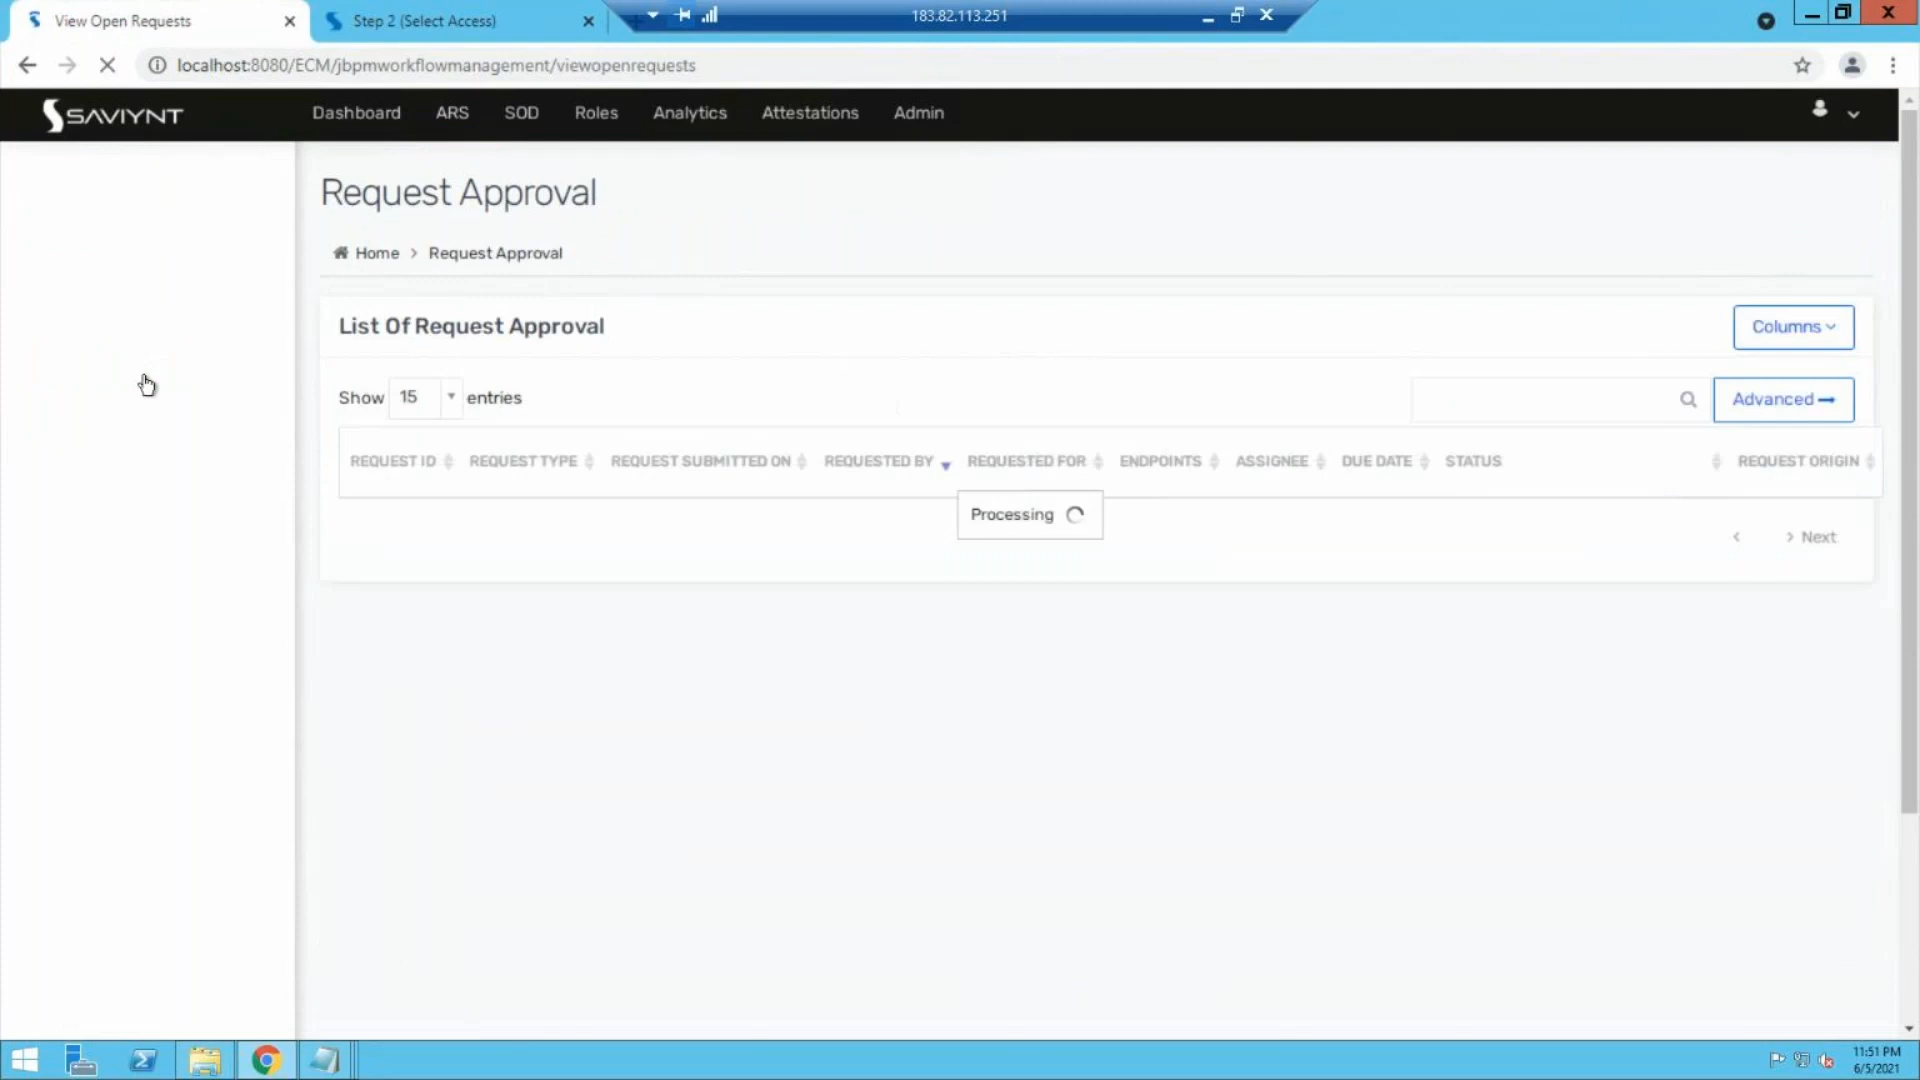 View Open Requests
Step 2 (Select Access)
183.82.113.251
localhost:8080/ECM/jbpmworkflowmanagement/viewopenrequests
SAVIYNT
Dashboard ARS SOD Roles Analytics Attestations Admin
Request Approval
Home > Request Approval
List Of Request Approval
Columns
Show 15 entries
Advanced
REQUEST ID REQUEST TYPE REQUEST SUBMITTED ON REQUESTED BY REQUESTED FOR ENDPOINTS ASSIGNEE DUE DATE STATUS REQUEST ORIGIN
Processing
< > Next
11:51 PM
6/5/2021